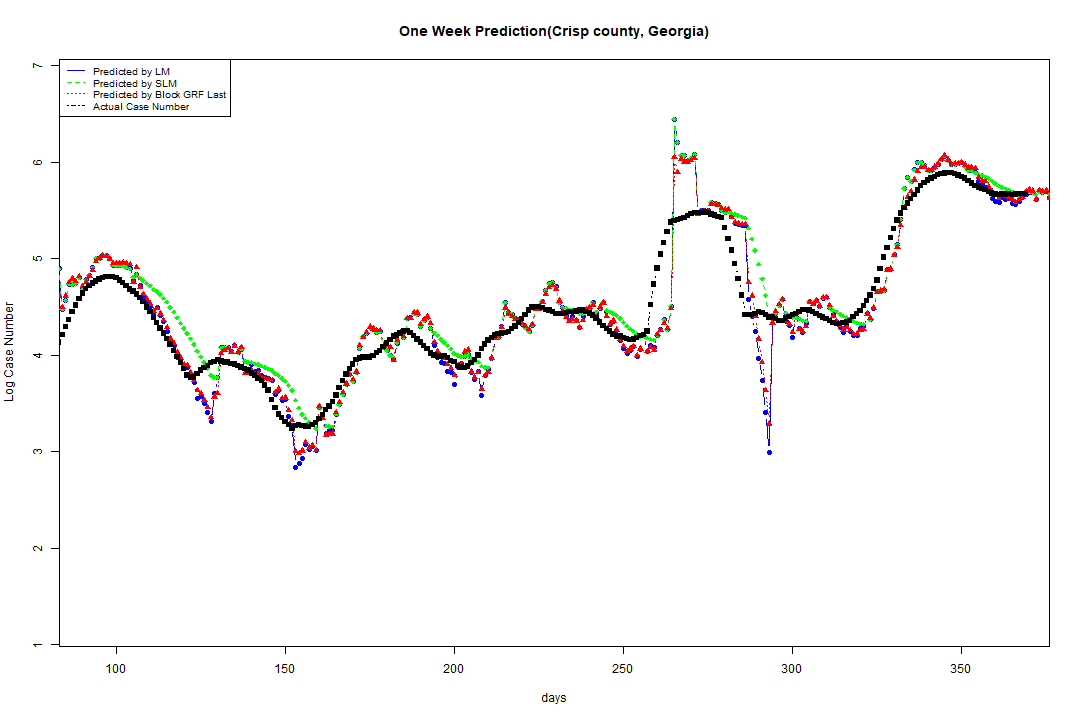 One Week Prediction(Crisp county, Georgia)
Predicted by LM
Predicted by SLM
Predicted by Block GRF Last
Actual Case Number
Log Case Number
7
6
5
4
3
2
1
100 150 200 250 300 350
days